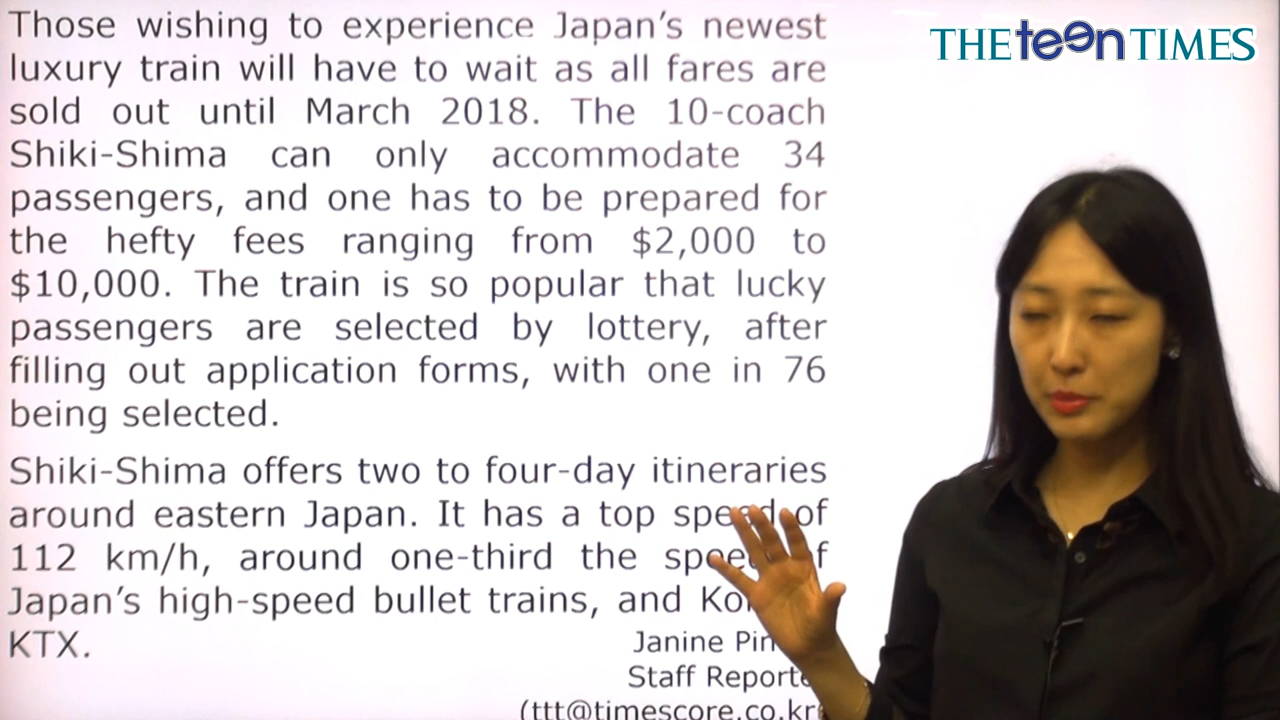 THE teen TIMES
Those wishing to experience Japan's newest
luxury train will have to wait as all fares are
sold out until March 2018. The 10-coach
Shiki-Shima can only accommodate 34
passengers, and one has to be prepared for
the hefty fees ranging from $2,000 to
$10,000. The train is so popular that lucky
passengers are selected by lottery, after
filling out application forms, with one in 76
being selected.
Shiki-Shima offers two to four-day itineraries
around eastern Japan. It has a top speed of
112 km/h, around one-third the speed of
Japan's high-speed bullet trains, and
KTX.
Janine
Staff Reporter
(ttt@timescore.co.kr